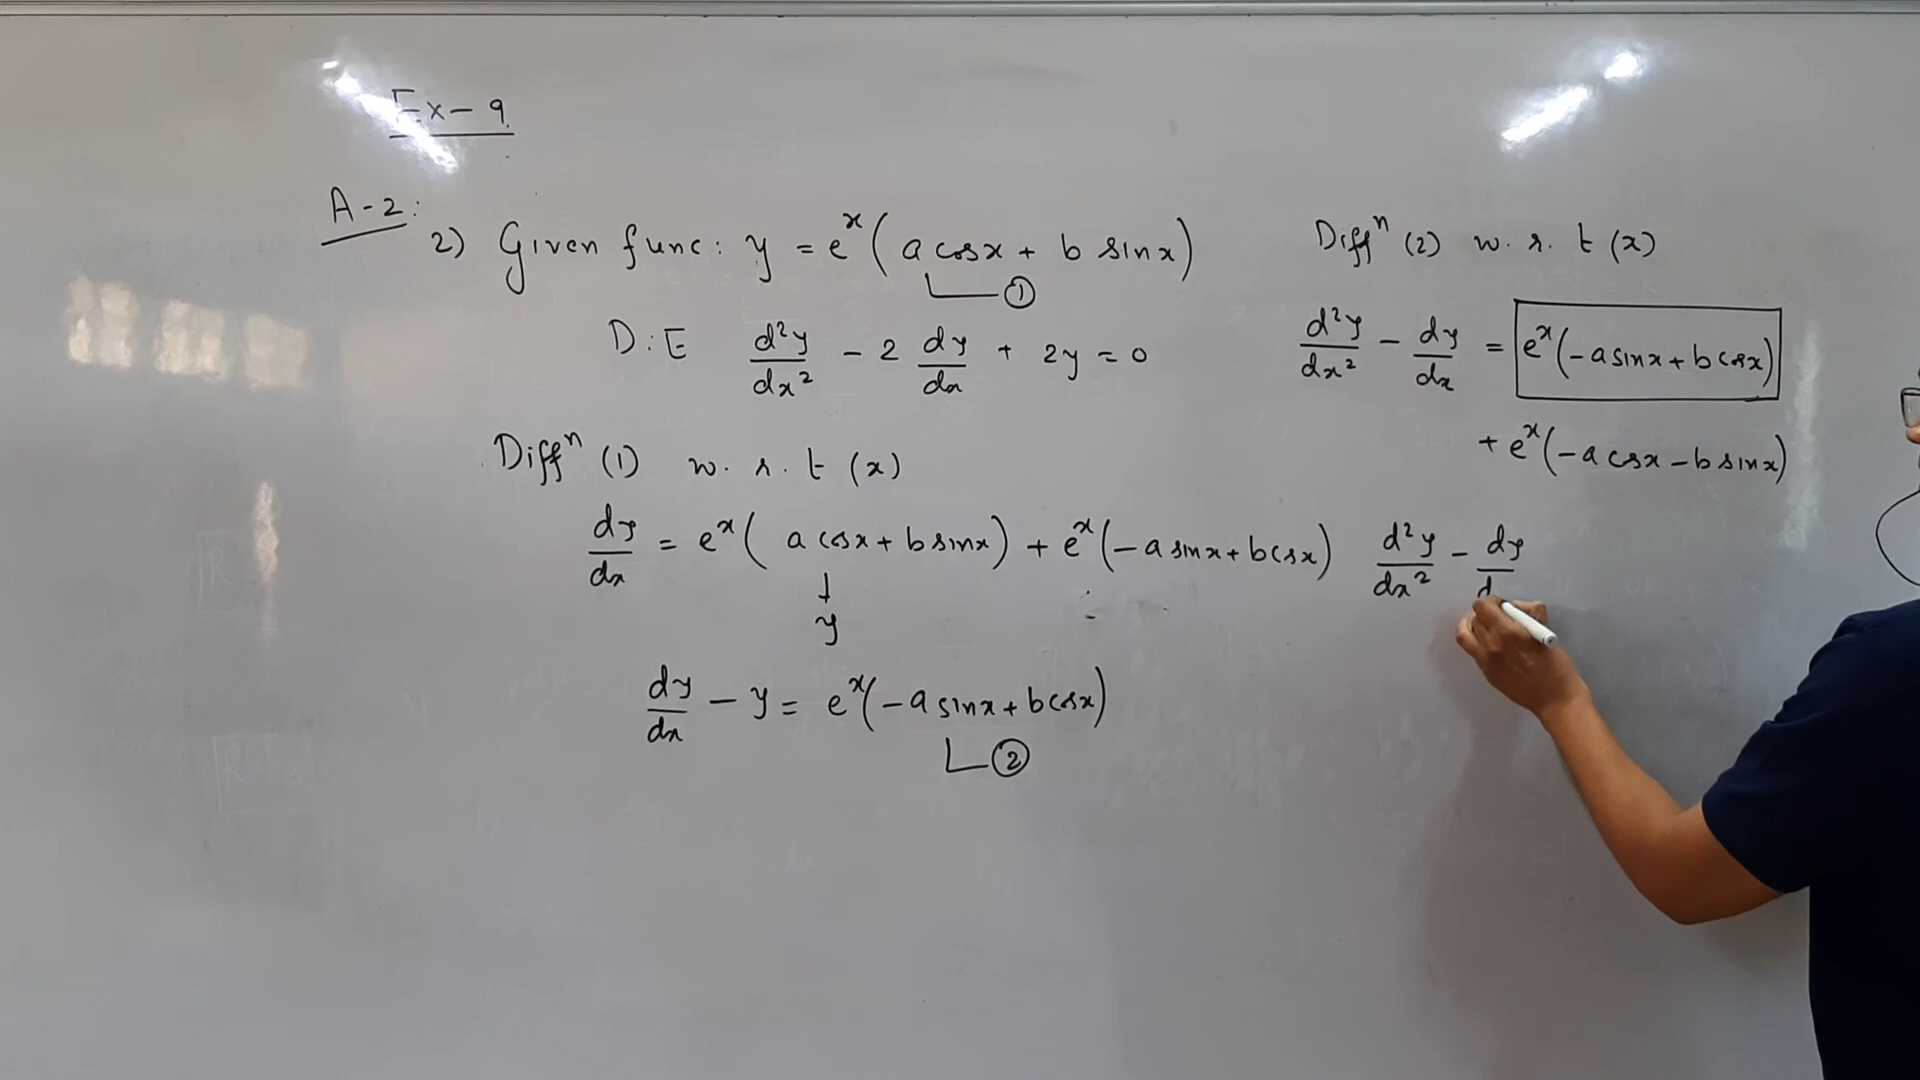 Ex - 9.
A-2:
2) Given func: y = e^x ( a cosx + b sinx)
①
D:E d²y/dx² - 2 dy/dx + 2y = 0
Diffⁿ (1) w. r. t (x)
dy/dx = e^x ( a cosx + b sinx) + e^x (-a sinx + b cosx)
y
dy/dx - y = e^x (-a sinx + b cosx)
②
Diffⁿ (2) w. r. t (x)
d²y/dx² - dy/dx = e^x (-a sinx + b cosx)
+ e^x (-a cosx - b sinx)
d²y/dx² - dy/d